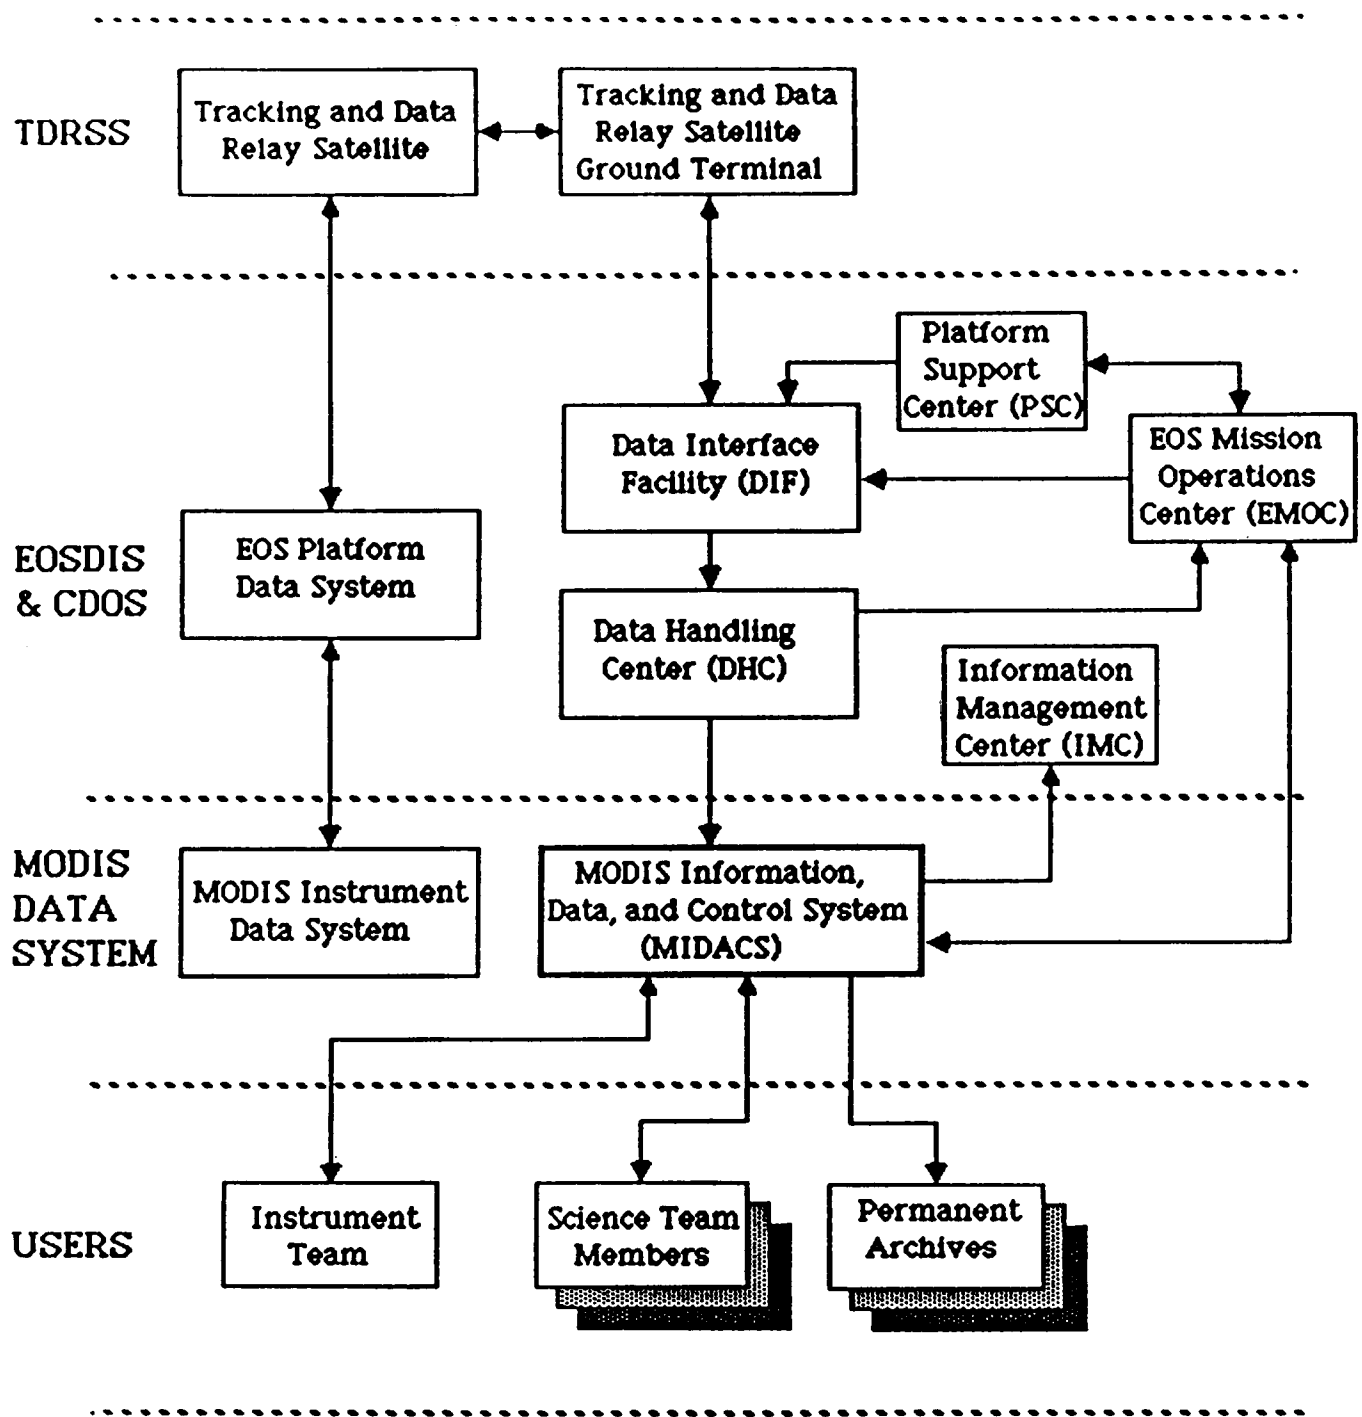 TDRSS
Tracking and Data
Relay Satellite
Tracking and Data
Relay Satellite
Ground Terminal
EOSDIS
& CDOS
Platform
Support
Center (PSC)
Data Interface
Facility (DIF)
EOS Mission
Operations
Center (EMOC)
EOS Platform
Data System
Data Handling
Center (DHC)
Information
Management
Center (IMC)
MODIS
DATA
SYSTEM
MODIS Instrument
Data System
MODIS Information,
Data, and Control System
(MIDACS)
USERS
Instrument
Team
Science Team
Members
Permanent
Archives